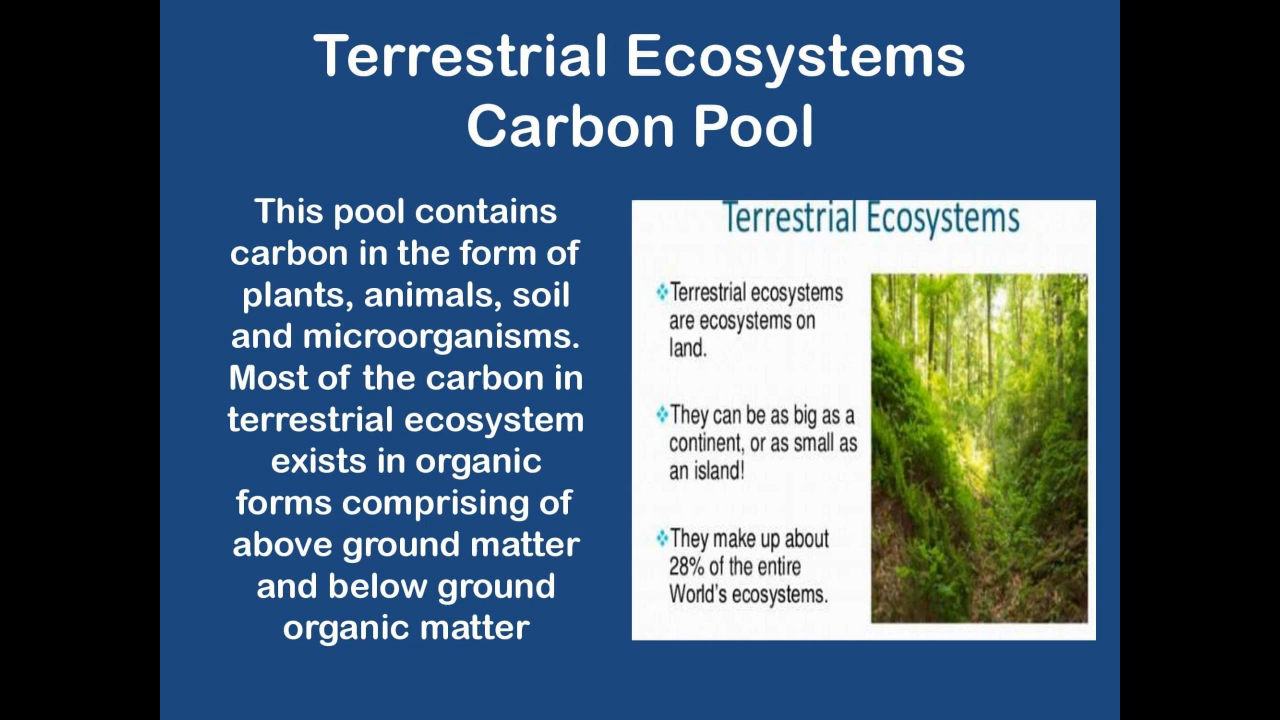 Terrestrial Ecosystems
Carbon Pool
This pool contains
carbon in the form of
plants, animals, soil
and microorganisms.
Most of the carbon in
terrestrial ecosystem
exists in organic
forms comprising of
above ground matter
and below ground
organic matter
Terrestrial Ecosystems
Terrestrial ecosystems
are ecosystems on
land.
They can be as big as a
continent, or as small as
an island!
They make up about
28% of the entire
World's ecosystems.